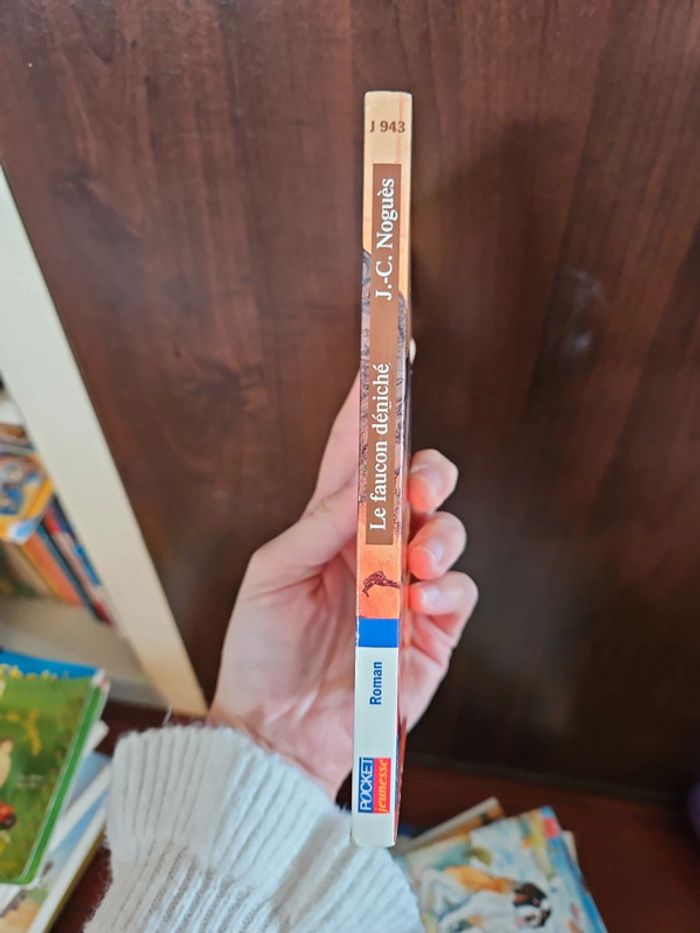 J 943
J.-C. Noguès
Le faucon déniché
Roman
POCKET
jeunesse